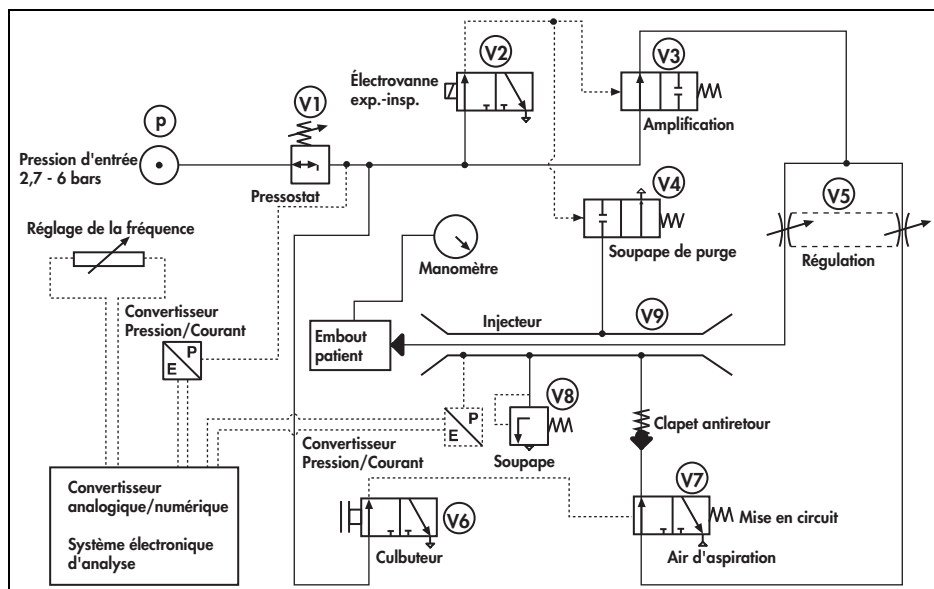 V2
V3
Électrovanne
exp.-insp.
V1
Amplification
p
Pression d'entrée
2,7 - 6 bars
Pressostat
V4
V5
Réglage de la fréquence
Soupape de purge
Manomètre
Régulation
Convertisseur
Pression/Courant
Injecteur
V9
Embout
patient
P
E
V8
P
E
Clapet antiretour
Convertisseur
Pression/Courant
Soupape
V7
Convertisseur
analogique/numérique
V6
Mise en circuit
Système électronique
d'analyse
Culbuteur
Air d'aspiration